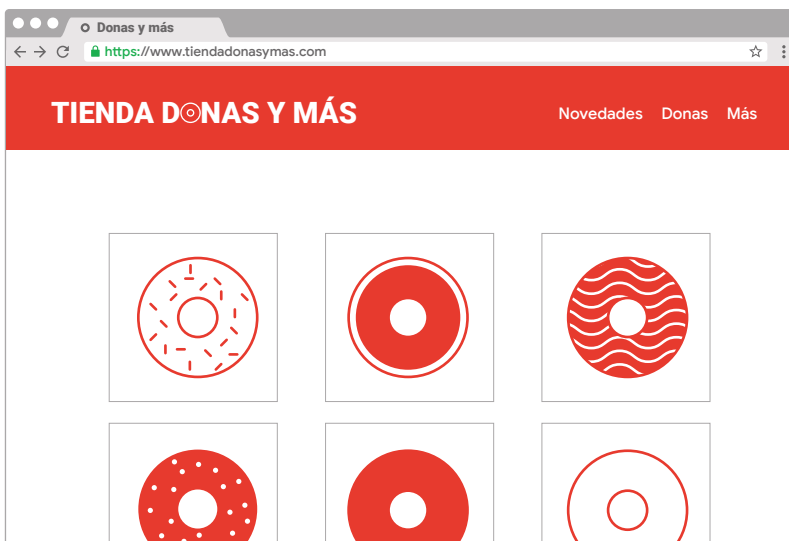 Donas y más
https://www.tiendadonasymas.com
TIENDA DONAS Y MÁS
Novedades Donas Más